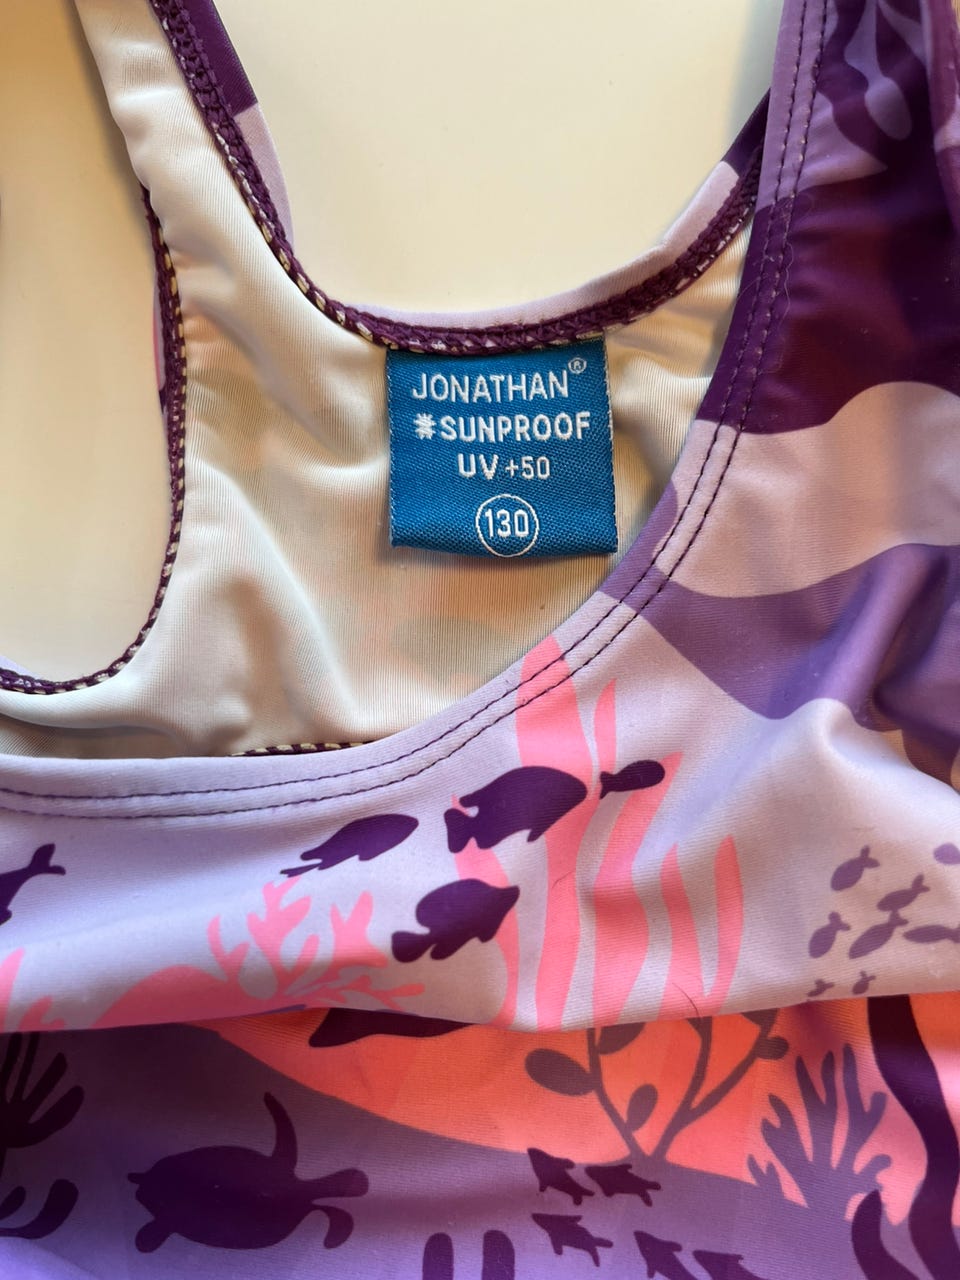 JONATHAN®
#SUNPROOF
UV +50
130